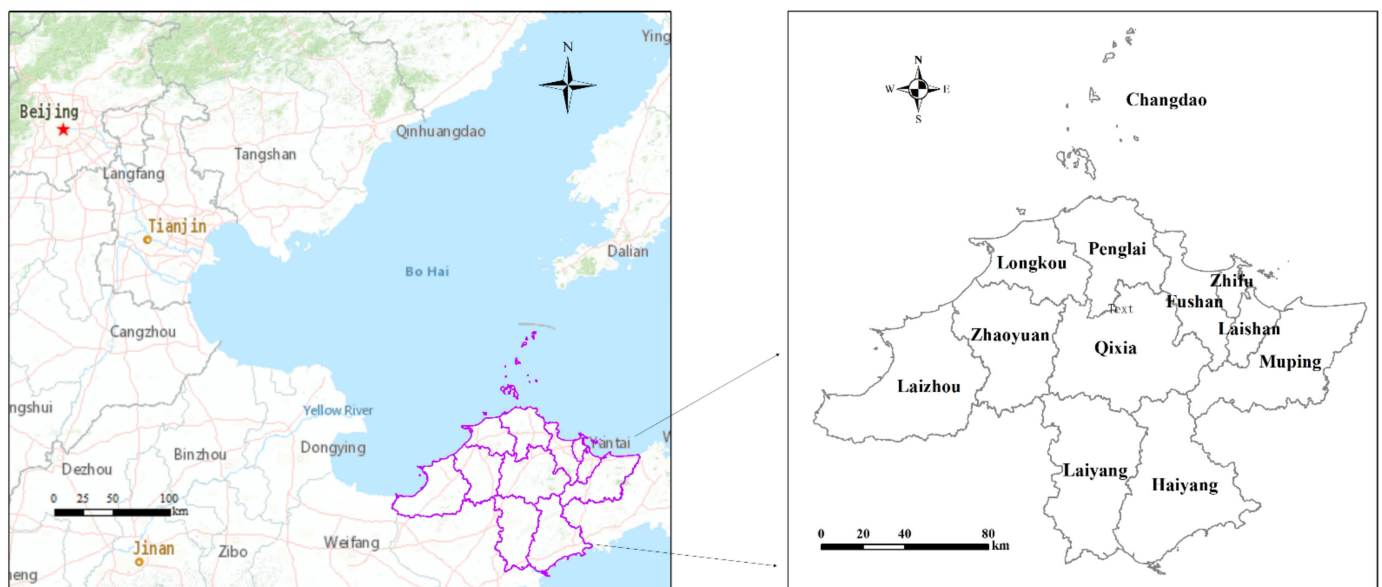 Ying
N
Beijing
Qinhuangdao
Tangshan
Langfang
Tianjin
Dalian
Bo Hai
Cangzhou
ngshui
Yellow River
Dongying
Yantai
W
Dezhou
Binzhou
0 25 50 100
km
Jinan
Zibo
Weifang
heng
N
W E
S
Changdao
Penglai
Longkou
Zhifu
Fushan
Text
Laishan
Zhaoyuan
Qixia
Muping
Laizhou
Laiyang
Haiyang
0 20 40 80
km